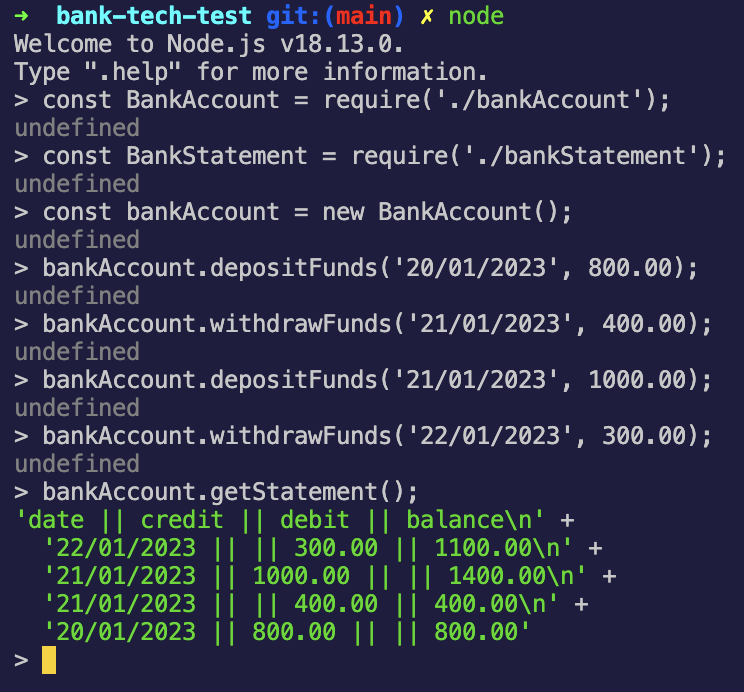 ➜  bank-tech-test git:(main) ✗ node
Welcome to Node.js v18.13.0.
Type ".help" for more information.
> const BankAccount = require('./bankAccount');
undefined
> const BankStatement = require('./bankStatement');
undefined
> const bankAccount = new BankAccount();
undefined
> bankAccount.depositFunds('20/01/2023', 800.00);
undefined
> bankAccount.withdrawFunds('21/01/2023', 400.00);
undefined
> bankAccount.depositFunds('21/01/2023', 1000.00);
undefined
> bankAccount.withdrawFunds('22/01/2023', 300.00);
undefined
> bankAccount.getStatement();
'date || credit || debit || balance\n' +
  '22/01/2023 || || 300.00 || 1100.00\n' +
  '21/01/2023 || 1000.00 || || 1400.00\n' +
  '21/01/2023 || || 400.00 || 400.00\n' +
  '20/01/2023 || 800.00 || || 800.00'
>